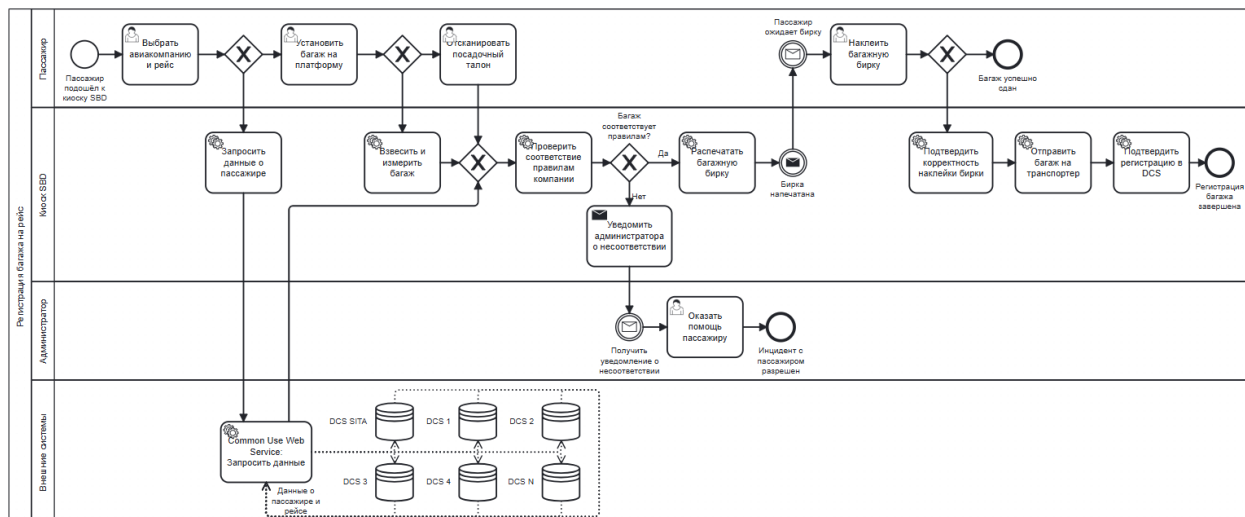 Регистрация багажа на рейс
Пассажир
Пассажир
подошёл к
киоску SBD
Выбрать
авиакомпанию
и рейс
Установить
багаж на
платформу
Отсканировать
посадочный
талон
Пассажир
ожидает бирку
Наклеить
багажную
бирку
Багаж успешно
сдан
Киоск SBD
Запросить
данные о
пассажире
Взвесить и
измерить
багаж
Проверить
соответствие
правилам
компании
Багаж
соответствует
правилам?
Да
Нет
Распечатать
багажную
бирку
Бирка
напечатана
Подтвердить
корректность
наклейки бирки
Отправить
багаж на
транспортер
Подтвердить
регистрацию в
DCS
Регистрация
багажа
завершена
Уведомить
администратора
о несоответствии
Администратор
Получить
уведомление о
несоответствии
Оказать
помощь
пассажиру
Инцидент с
пассажиром
разрешен
Внешние системы
Common Use Web
Service:
Запросить данные
Данные о
пассажире и
рейсе
DCS SITA
DCS 1
DCS 2
DCS 3
DCS 4
DCS N